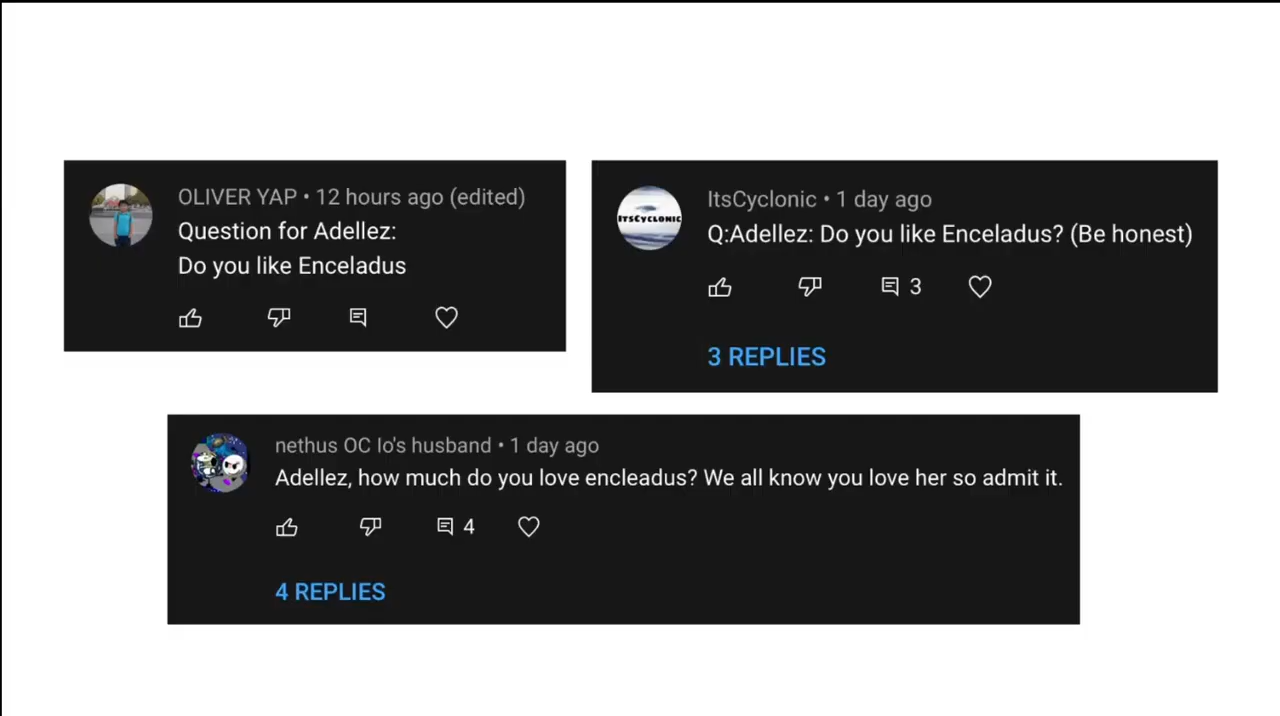 OLIVER YAP • 12 hours ago (edited)
Question for Adellez:
Do you like Enceladus
ItsCyclonic • 1 day ago
ITSCYCLONIC
Q:Adellez: Do you like Enceladus? (Be honest)
3
3 REPLIES
nethus OC Io's husband • 1 day ago
Adellez, how much do you love encleadus? We all know you love her so admit it.
4
4 REPLIES